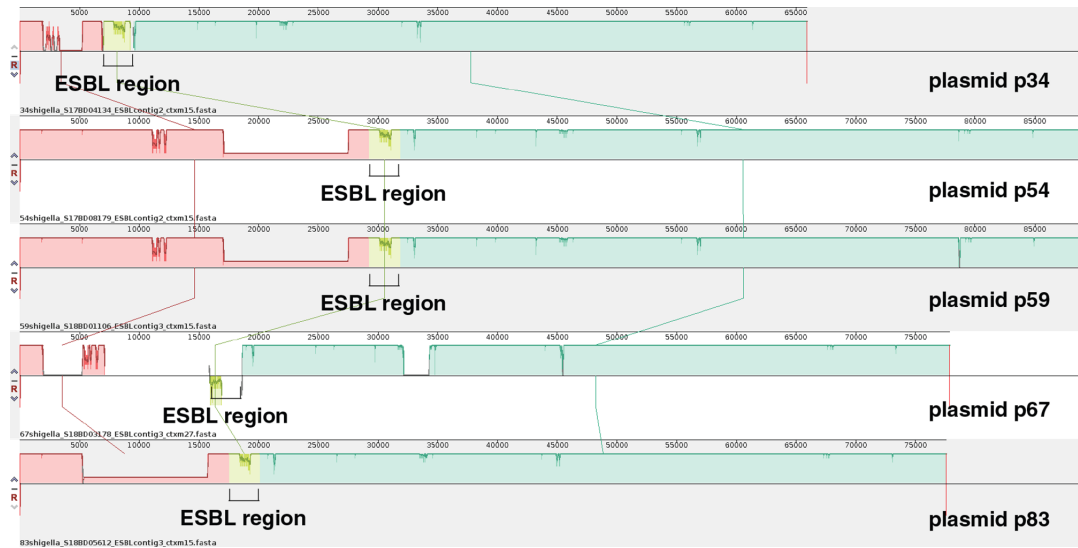 5000 10000 15000 20000 25000 30000 35000 40000 45000 50000 55000 60000 65000
R
ESBL region
plasmid p34
34shigella_S17BD04134_ESBLcontig2_ctxm15.fasta
5000 10000 15000 20000 25000 30000 35000 40000 45000 50000 55000 60000 65000 70000 75000 80000 85000
R
ESBL region
plasmid p54
54shigella_S17BD08179_ESBLcontig2_ctxm15.fasta
5000 10000 15000 20000 25000 30000 35000 40000 45000 50000 55000 60000 65000 70000 75000 80000 85000
R
ESBL region
plasmid p59
59shigella_S18BD01106_ESBLcontig3_ctxm15.fasta
5000 10000 15000 20000 25000 30000 35000 40000 45000 50000 55000 60000 65000 70000 75000
R
ESBL region
plasmid p67
67shigella_S18BD03178_ESBLcontig3_ctxm27.fasta
5000 10000 15000 20000 25000 30000 35000 40000 45000 50000 55000 60000 65000 70000 75000
R
ESBL region
plasmid p83
83shigella_S18BD05612_ESBLcontig3_ctxm15.fasta